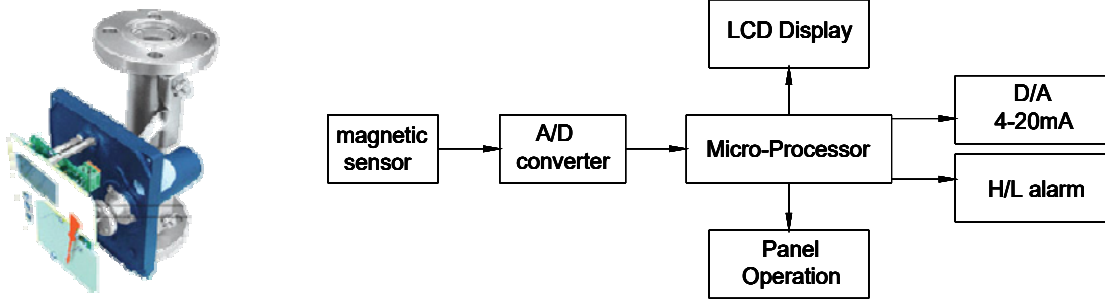 LCD Display
D/A
4-20mA
magnetic
sensor
A/D
converter
Micro-Processor
H/L alarm
Panel
Operation